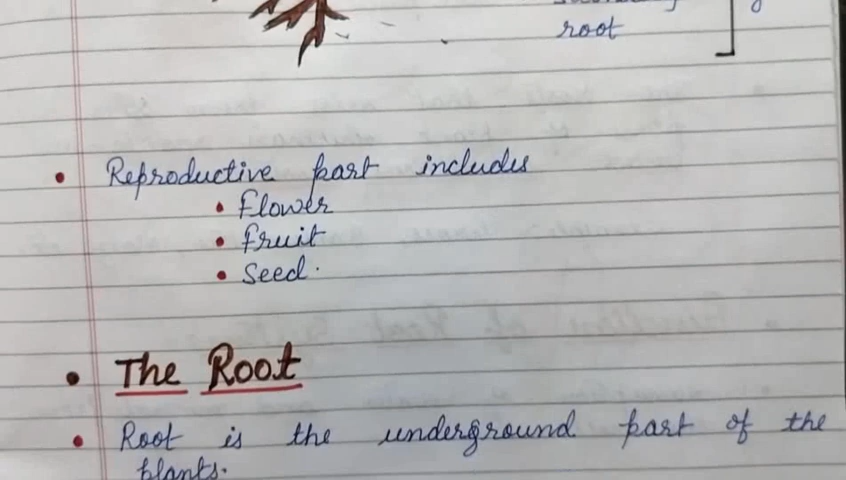 root
• Reproductive part includes
• Flower
• Fruit
• Seed.
• The Root
• Root is the underground part of the
plants.